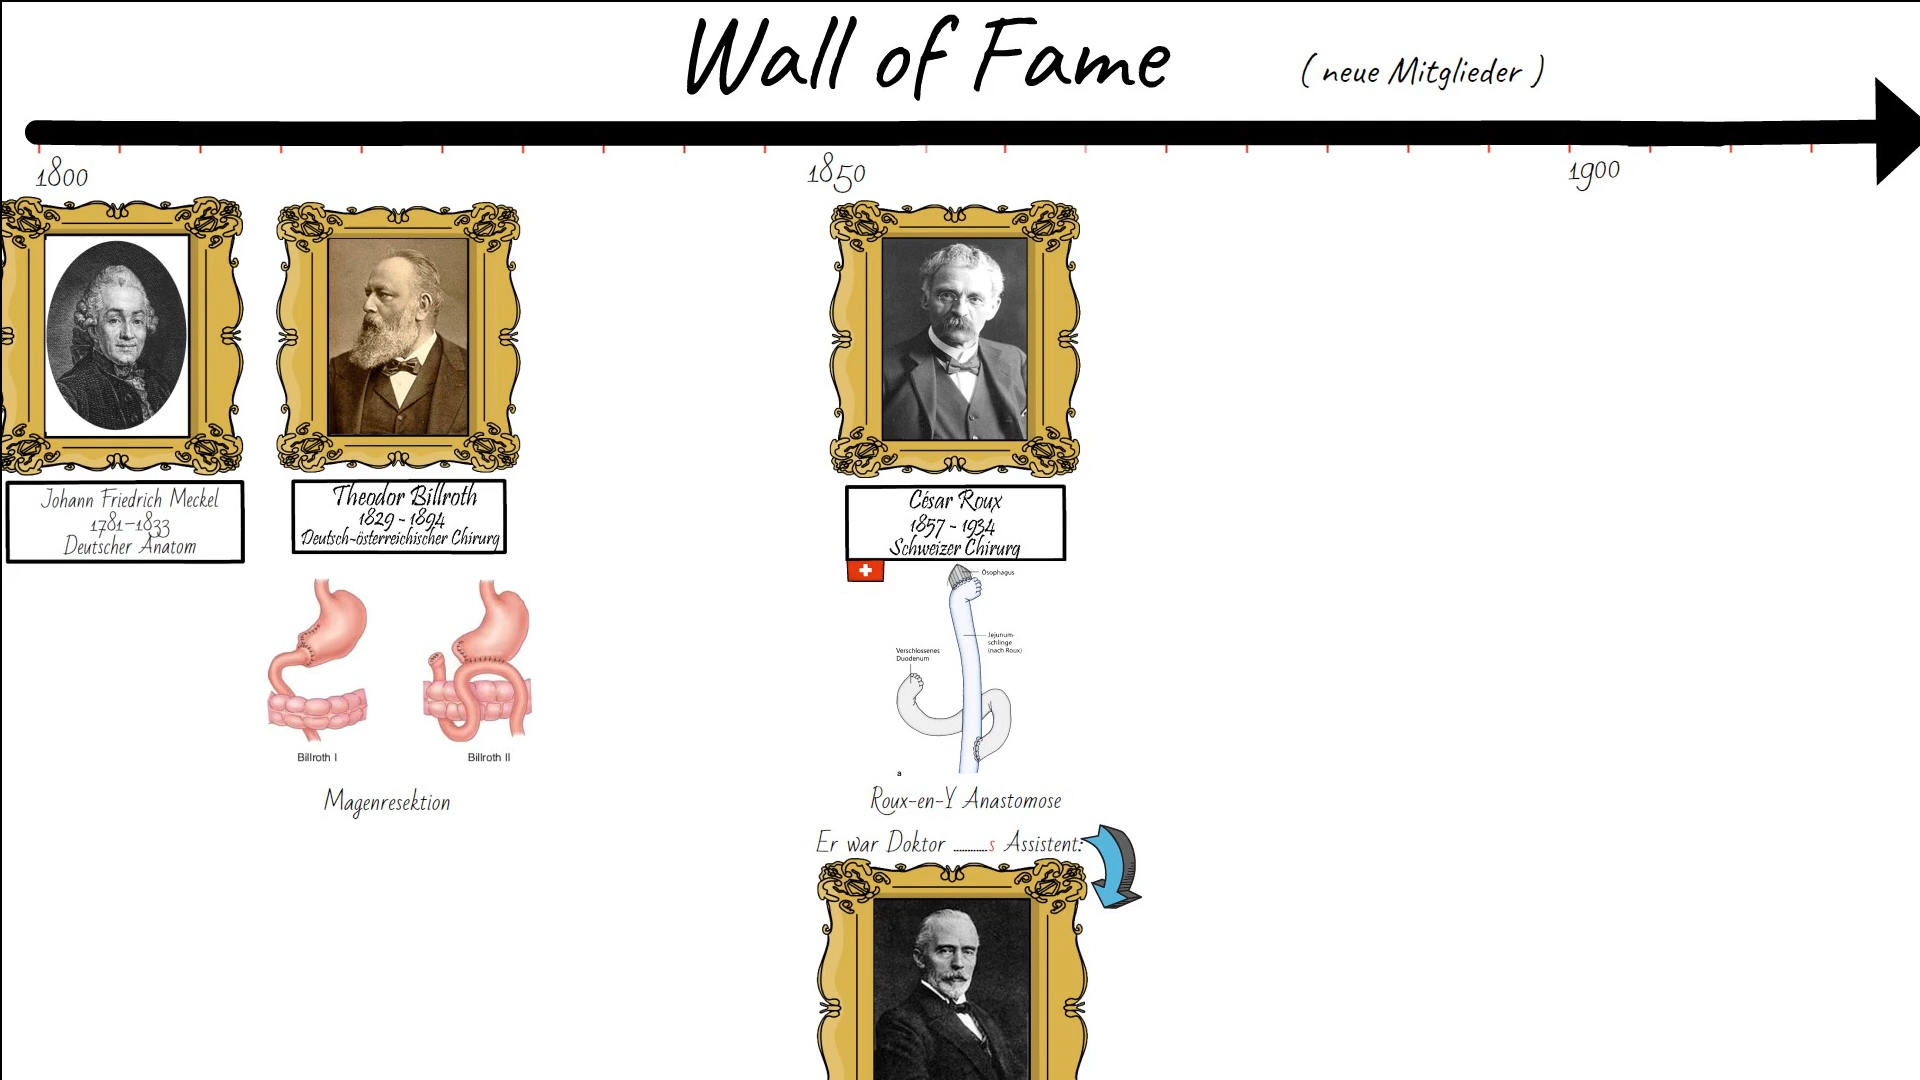 Wall of Fame
( neue Mitglieder )
1800
1850
1900
Johann Friedrich Meckel
1781-1833
Deutscher Anatom
Theodor Billroth
1829 - 1894
Deutsch-österreichischer Chirurg
César Roux
1857 - 1934
Schweizer Chirurg
Ösophagus
Jejunum-
schlinge
(nach Roux)
Verschlossenes
Duodenum
a
Billroth I
Billroth II
Magenresektion
Roux-en-Y Anastomose
Er war Doktor ............s Assistent: